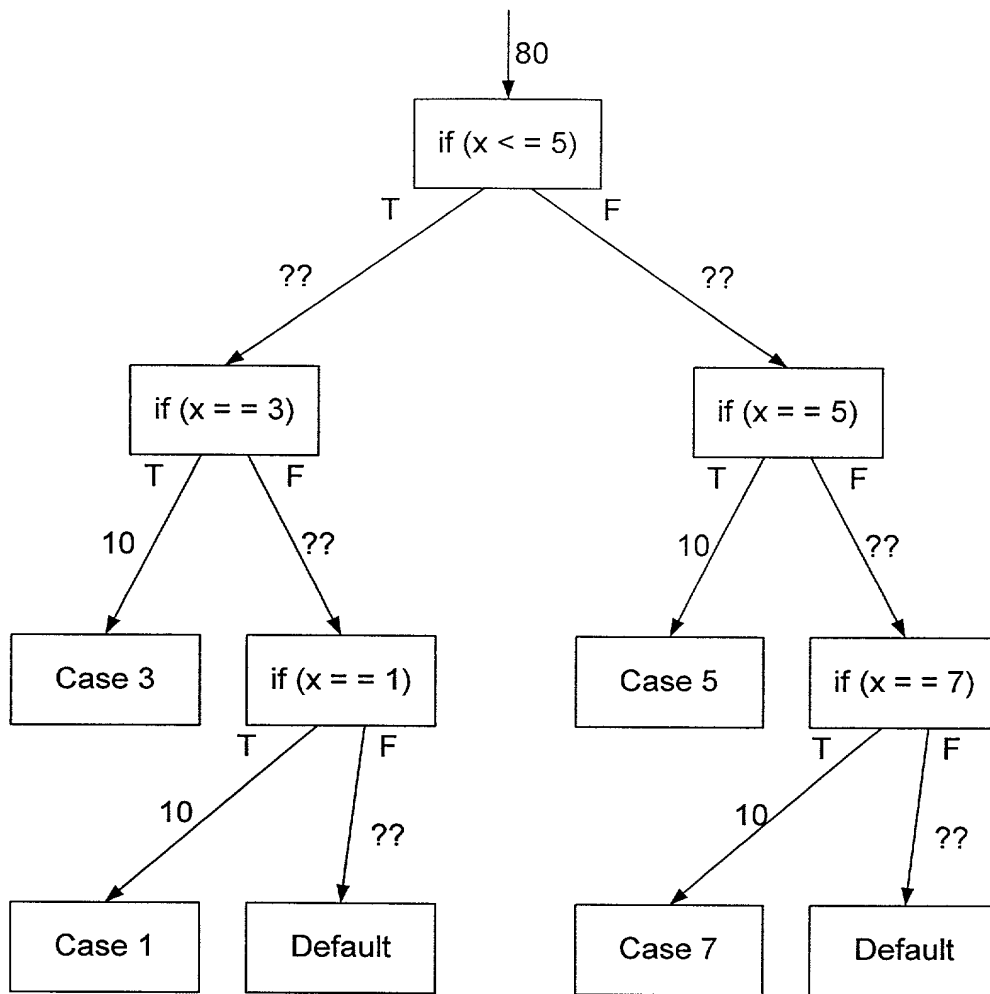 80
if (x < = 5)
T
F
??
??
if (x = = 3)
if (x = = 5)
T
F
T
F
10
??
10
??
Case 3
if (x = = 1)
Case 5
if (x = = 7)
T
F
T
F
10
??
10
??
Case 1
Default
Case 7
Default